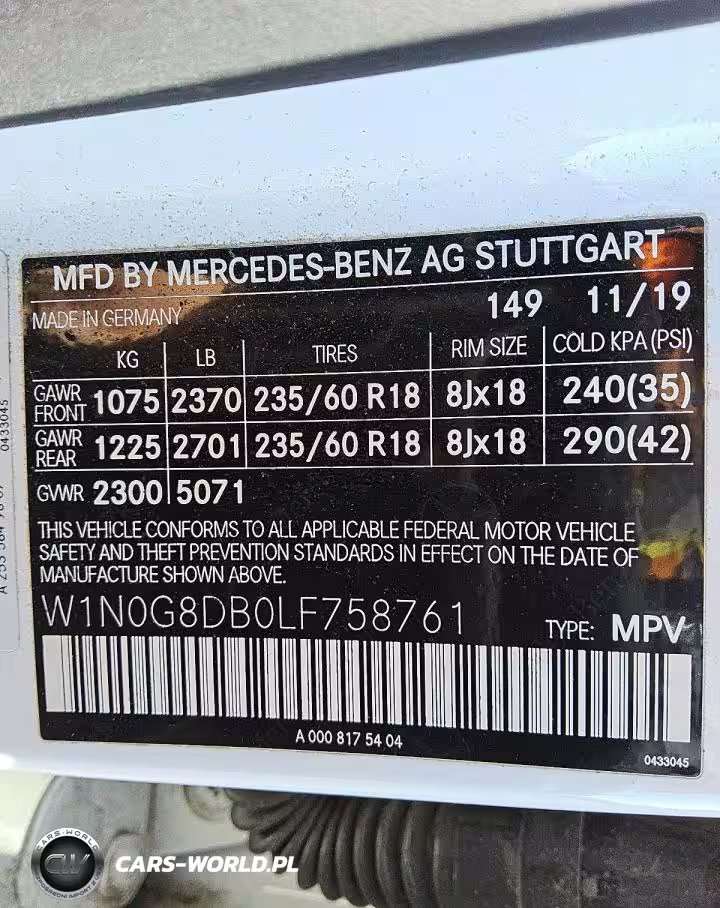 MFD BY MERCEDES-BENZ AG STUTTGART
MADE IN GERMANY 149 11/19
KG LB TIRES RIM SIZE COLD KPA (PSI)
GAWR FRONT 1075 2370 235/60 R18 8Jx18 240(35)
GAWR REAR 1225 2701 235/60 R18 8Jx18 290(42)
GVWR 2300 5071
THIS VEHICLE CONFORMS TO ALL APPLICABLE FEDERAL MOTOR VEHICLE
SAFETY AND THEFT PREVENTION STANDARDS IN EFFECT ON THE DATE OF
MANUFACTURE SHOWN ABOVE.
W1N0G8DB0LF758761 TYPE: MPV
A 000 817 54 04
0433045
0433045
CARS-WORLD
CW
CARS-WORLD.PL